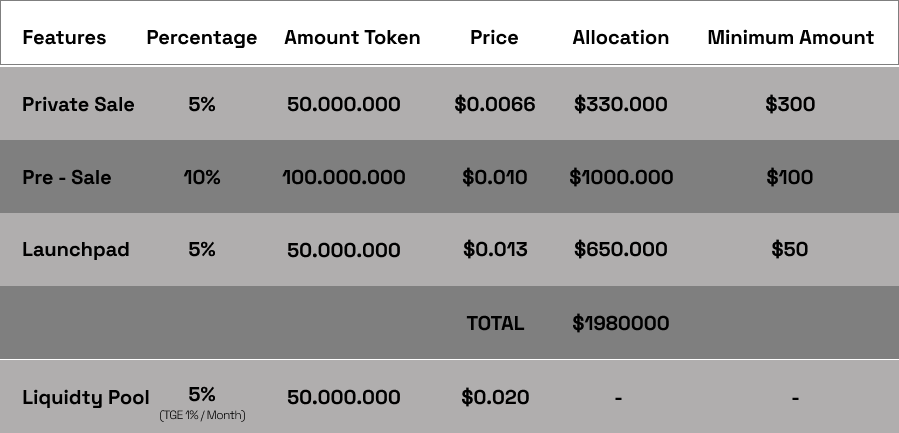 Features Percentage Amount Token Price Allocation Minimum Amount
Private Sale 5% 50.000.000 $0.0066 $330.000 $300
Pre - Sale 10% 100.000.000 $0.010 $1000.000 $100
Launchpad 5% 50.000.000 $0.013 $650.000 $50
TOTAL $1980000
Liquidty Pool 5% 50.000.000 $0.020 - -
(TGE 1% / Month)